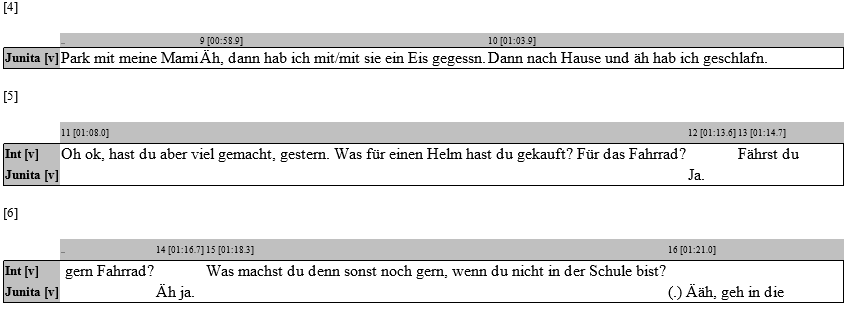 [4]
.. 9 [00:58.9] 10 [01:03.9]
Junita [v] Park mit meine Mami Äh, dann hab ich mit/mit sie ein Eis gegessn. Dann nach Hause und äh hab ich geschlafn.
[5]
11 [01:08.0] 12 [01:13.6] 13 [01:14.7]
Int [v] Oh ok, hast du aber viel gemacht, gestern. Was für einen Helm hast du gekauft? Für das Fahrrad? Fährst du
Junita [v] Ja.
[6]
.. 14 [01:16.7] 15 [01:18.3] 16 [01:21.0]
Int [v] gern Fahrrad? Was machst du denn sonst noch gern, wenn du nicht in der Schule bist?
Junita [v] Äh ja. (.) Ääh, geh in die